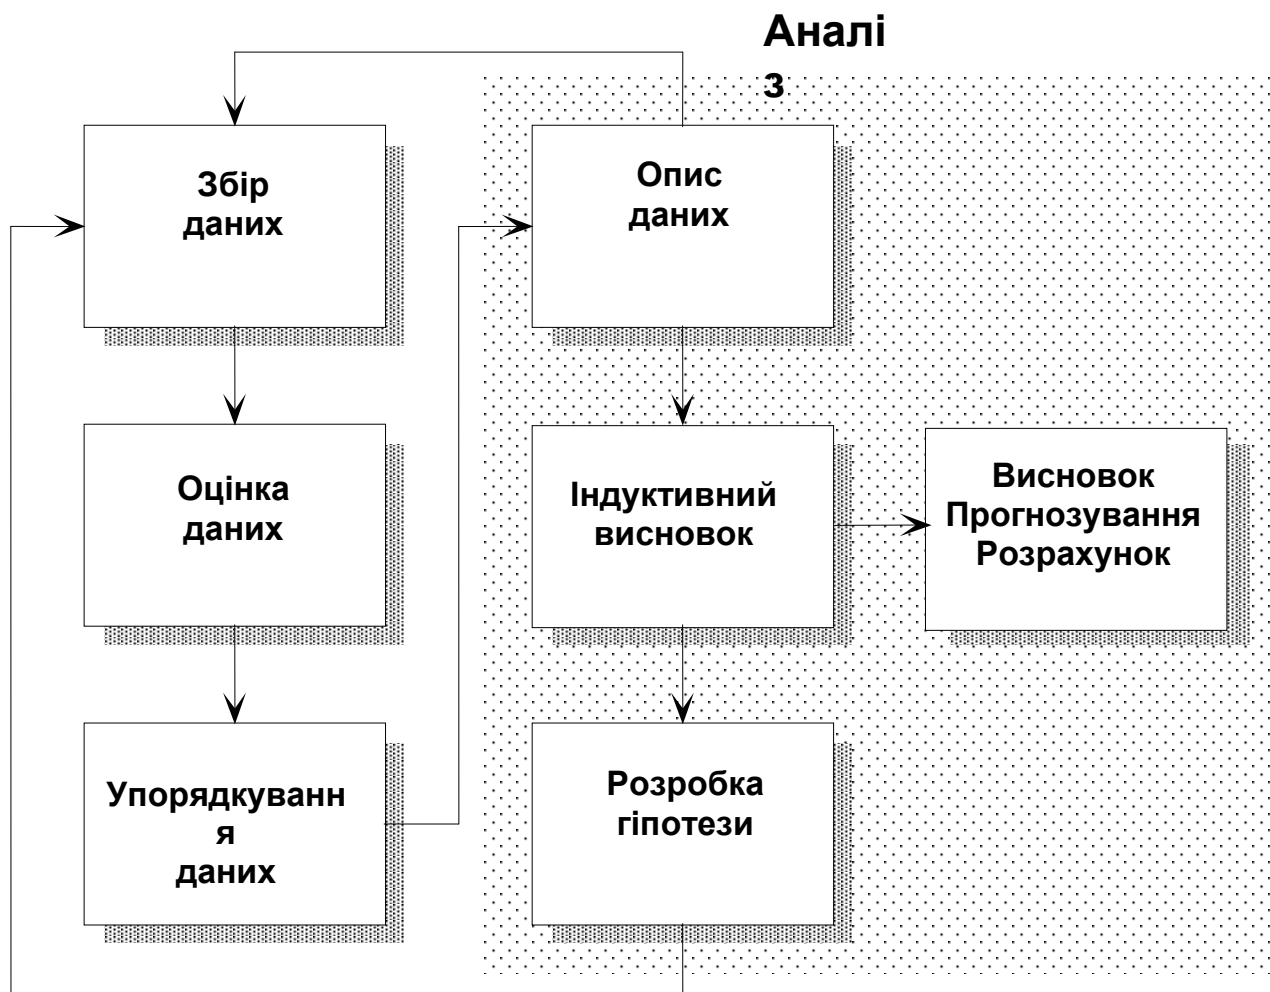 Аналі
з
Збір
даних
Опис
даних
Оцінка
даних
Індуктивний
висновок
Висновок
Прогнозування
Розрахунок
Упорядкуванн
я
даних
Розробка
гіпотези